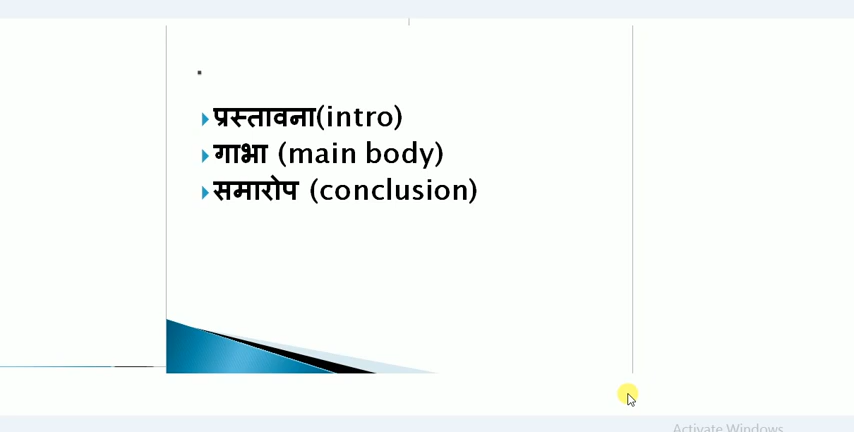 प्रस्तावना(intro)
गाभा (main body)
समारोप (conclusion)
Activate Windows